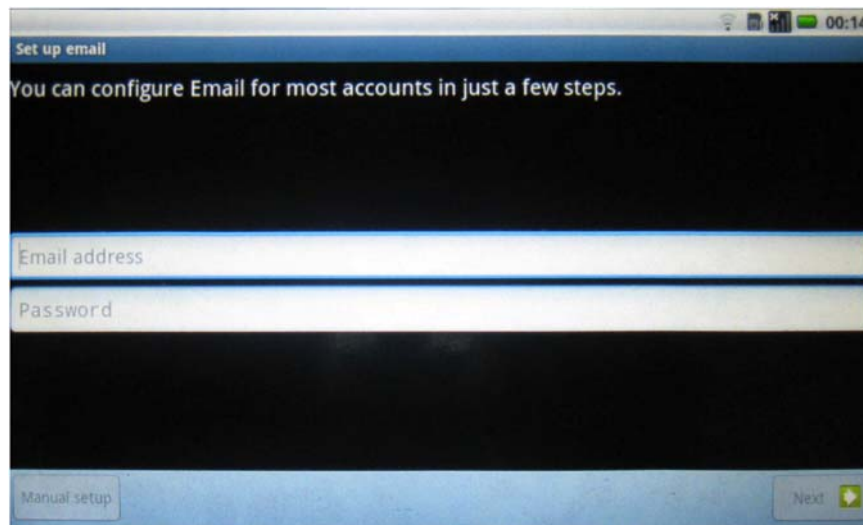 00:14
Set up email
You can configure Email for most accounts in just a few steps.
Email address
Password
Manual setup
Next